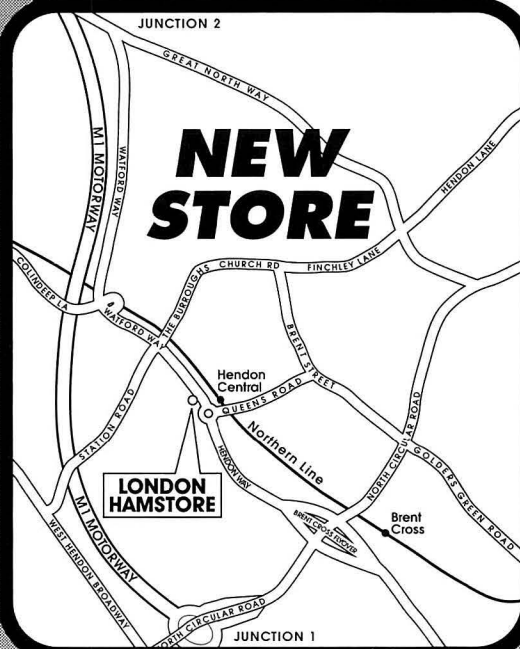 JUNCTION 2
GREAT NORTH WAY
M1 MOTORWAY
WATFORD WAY
NEW
STORE
HENDON LANE
COLINDEEP LA
WATFORD WAY
THE BURROUGHS
CHURCH RD
FINCHLEY LANE
BRENT STREET
Hendon
Central
QUEENS ROAD
STATION ROAD
Northern Line
HENDON WAY
NORTH CIRCULAR ROAD
GOLDERS GREEN ROAD
LONDON
HAMSTORE
BRENT CROSS FLYOVER
Brent
Cross
WEST HENDON BROADWAY
M1 MOTORWAY
NORTH CIRCULAR ROAD
JUNCTION 1